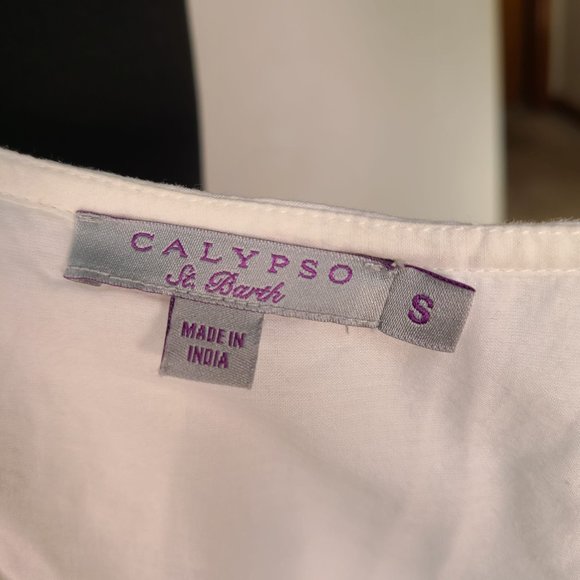 CALYPSO
St. Barth
S
MADE IN
INDIA